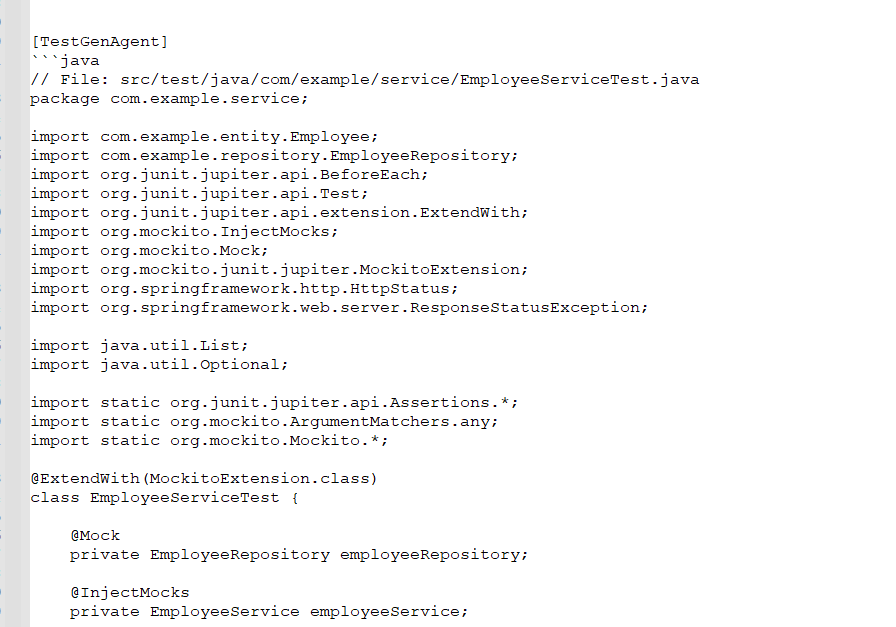 [TestGenAgent]
```java
// File: src/test/java/com/example/service/EmployeeServiceTest.java
package com.example.service;
import com.example.entity.Employee;
import com.example.repository.EmployeeRepository;
import org.junit.jupiter.api.BeforeEach;
import org.junit.jupiter.api.Test;
import org.junit.jupiter.api.extension.ExtendWith;
import org.mockito.InjectMocks;
import org.mockito.Mock;
import org.mockito.junit.jupiter.MockitoExtension;
import org.springframework.http.HttpStatus;
import org.springframework.web.server.ResponseStatusException;
import java.util.List;
import java.util.Optional;
import static org.junit.jupiter.api.Assertions.*;
import static org.mockito.ArgumentMatchers.any;
import static org.mockito.Mockito.*;
@ExtendWith(MockitoExtension.class)
class EmployeeServiceTest {
    @Mock
    private EmployeeRepository employeeRepository;
    @InjectMocks
    private EmployeeService employeeService;